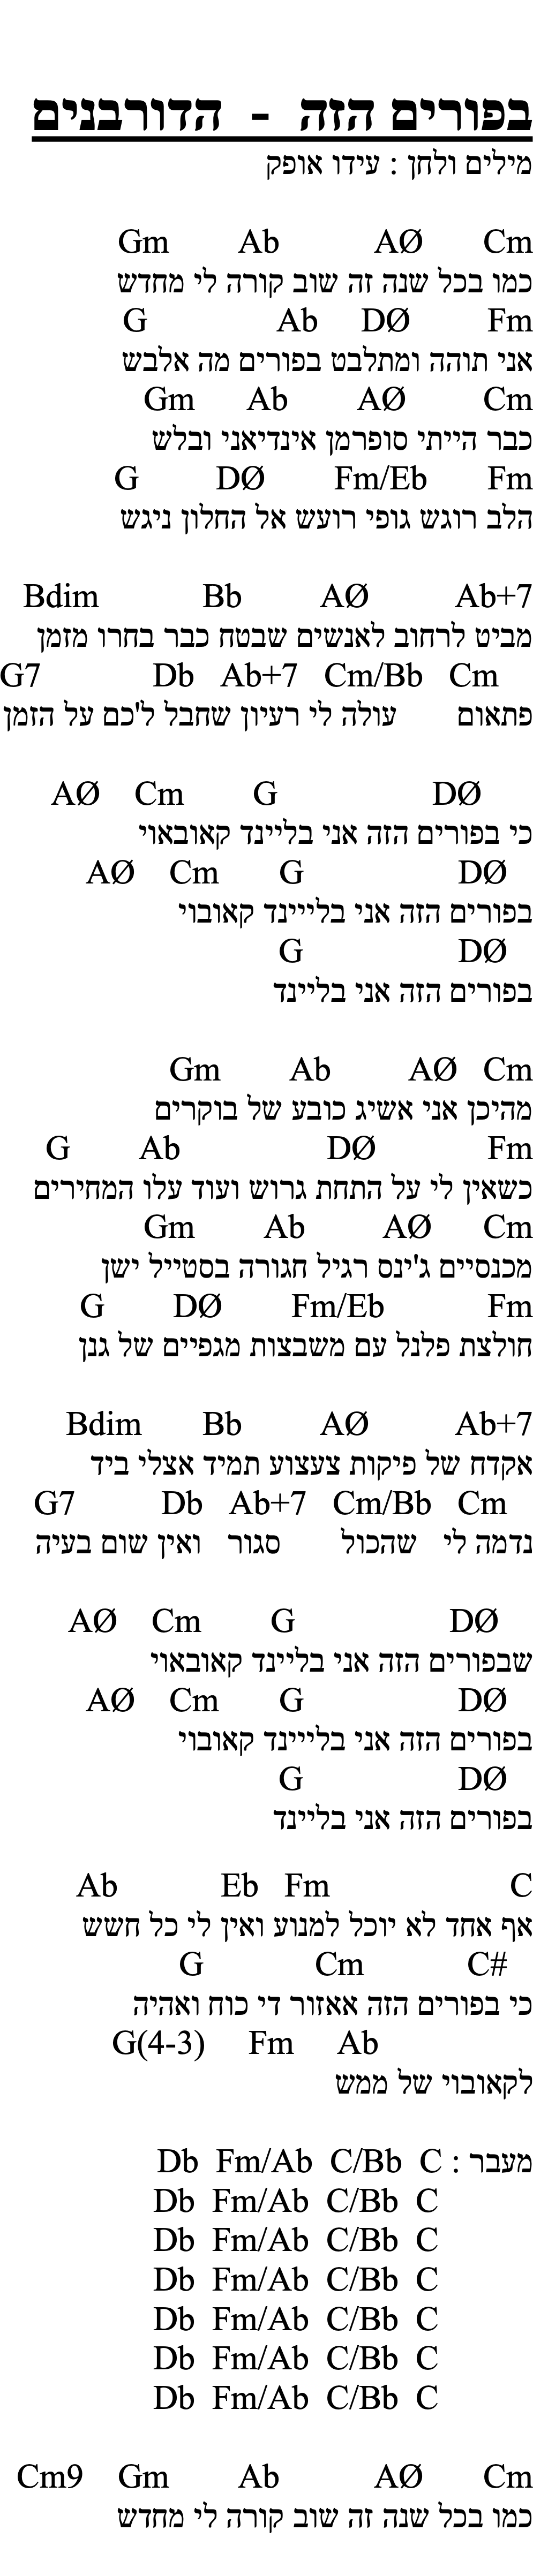 בפורים הזה - הדורבנים
מילים ולחן : עידו אופק
Gm Ab AØ Cm
כמו בכל שנה זה שוב קורה לי מחדש
G Ab DØ Fm
אני תוהה ומתלבט בפורים מה אלבש
Gm Ab AØ Cm
כבר הייתי סופרמן אינדיאני ובלש
G DØ Fm/Eb Fm
הלב רוגש גופי רועש אל החלון ניגש
Bdim Bb AØ Ab+7
מביט לרחוב לאנשים שבטח כבר בחרו מזמן
G7 Db Ab+7 Cm/Bb Cm
פתאום עולה לי רעיון שחבל ל'כם על הזמן
AØ Cm G DØ
כי בפורים הזה אני בליינד קאובאוי
AØ Cm G DØ
בפורים הזה אני בלייינד קאובוי
G DØ
בפורים הזה אני בליינד
Gm Ab AØ Cm
מהיכן אני אשיג כובע של בוקרים
G Ab DØ Fm
כשאין לי על התחת גרוש ועוד עלו המחירים
Gm Ab AØ Cm
מכנסיים ג'ינס רגיל חגורה בסטייל ישן
G DØ Fm/Eb Fm
חולצת פלנל עם משבצות מגפיים של גנן
Bdim Bb AØ Ab+7
אקדח של פיקות צעצוע תמיד אצלי ביד
G7 Db Ab+7 Cm/Bb Cm
נדמה לי שהכול סגור ואין שום בעיה
AØ Cm G DØ
שבפורים הזה אני בליינד קאובאוי
AØ Cm G DØ
בפורים הזה אני בלייינד קאובוי
G DØ
בפורים הזה אני בליינד
Ab Eb Fm C
אף אחד לא יוכל למנוע ואין לי כל חשש
G Cm C#
כי בפורים הזה אאזור די כוח ואהיה
G(4-3) Fm Ab
לקאובוי של ממש
מעבר : Db Fm/Ab C/Bb C
Db Fm/Ab C/Bb C
Db Fm/Ab C/Bb C
Db Fm/Ab C/Bb C
Db Fm/Ab C/Bb C
Db Fm/Ab C/Bb C
Db Fm/Ab C/Bb C
Cm9 Gm Ab AØ Cm
כמו בכל שנה זה שוב קורה לי מחדש